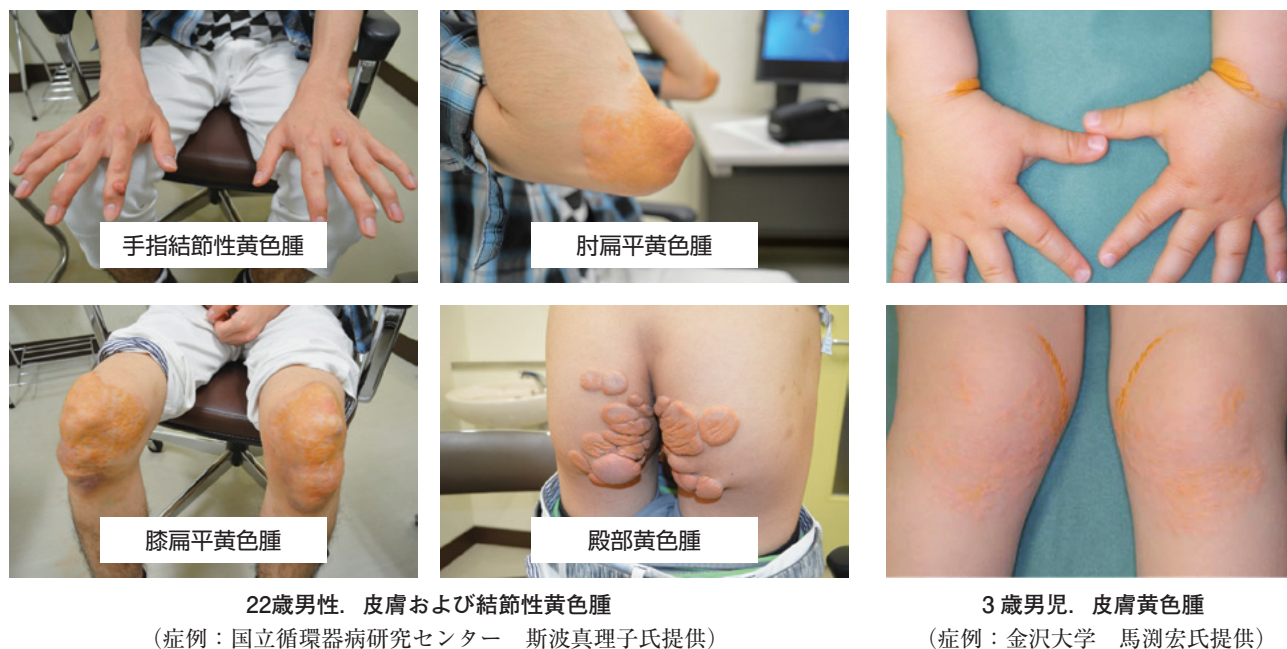 手指結節性黄色腫
肘扁平黄色腫
膝扁平黄色腫
殿部黄色腫
22歳男性．皮膚および結節性黄色腫
（症例：国立循環器病研究センター　斯波真理子氏提供）
3歳男児．皮膚黄色腫
（症例：金沢大学　馬渕宏氏提供）